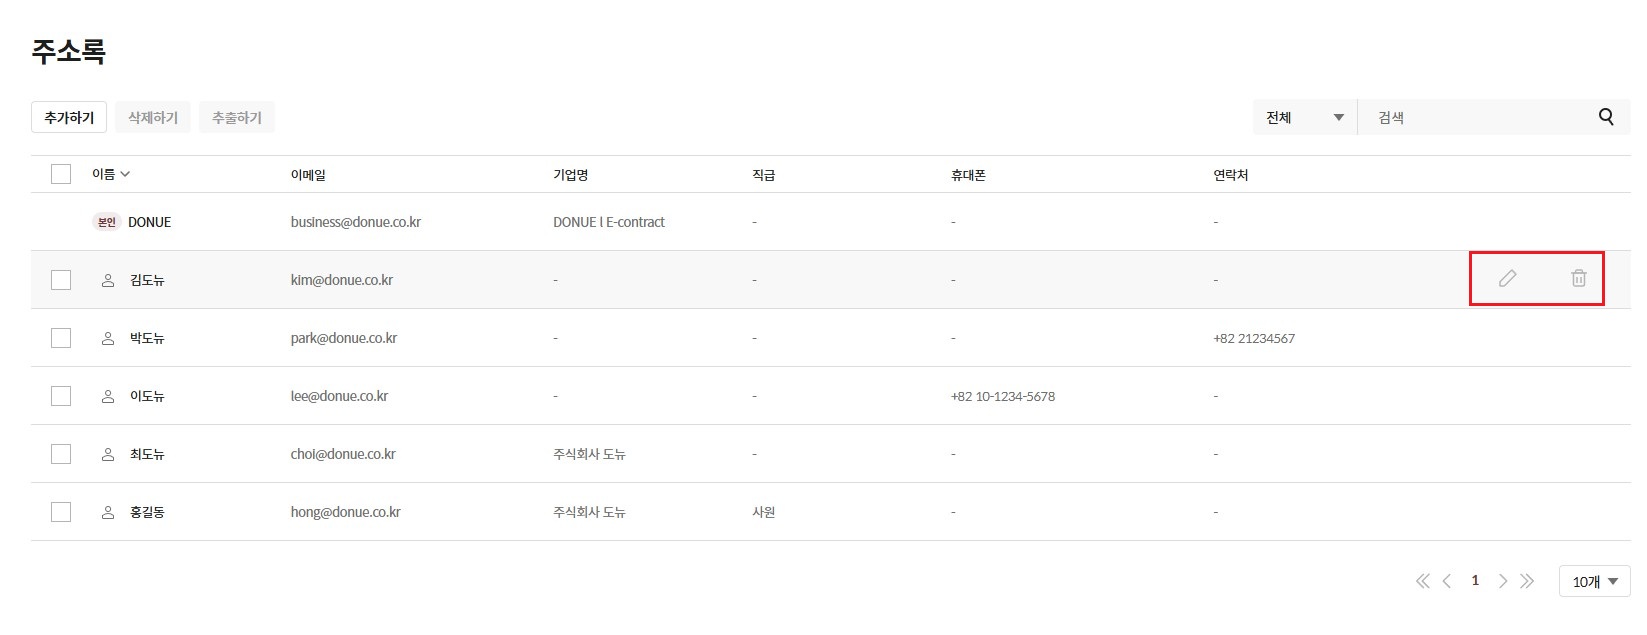 주소록
추가하기 삭제하기 추출하기 전체 검색
이름 이메일 기업명 직급 휴대폰 연락처
본인 DONUE business@donue.co.kr DONUE l E-contract - - -
김도뉴 kim@donue.co.kr - - - -
박도뉴 park@donue.co.kr - - - +82 21234567
이도뉴 lee@donue.co.kr - - +82 10-1234-5678 -
최도뉴 choi@donue.co.kr 주식회사 도뉴 - - -
홍길동 hong@donue.co.kr 주식회사 도뉴 사원 - -
1 10개